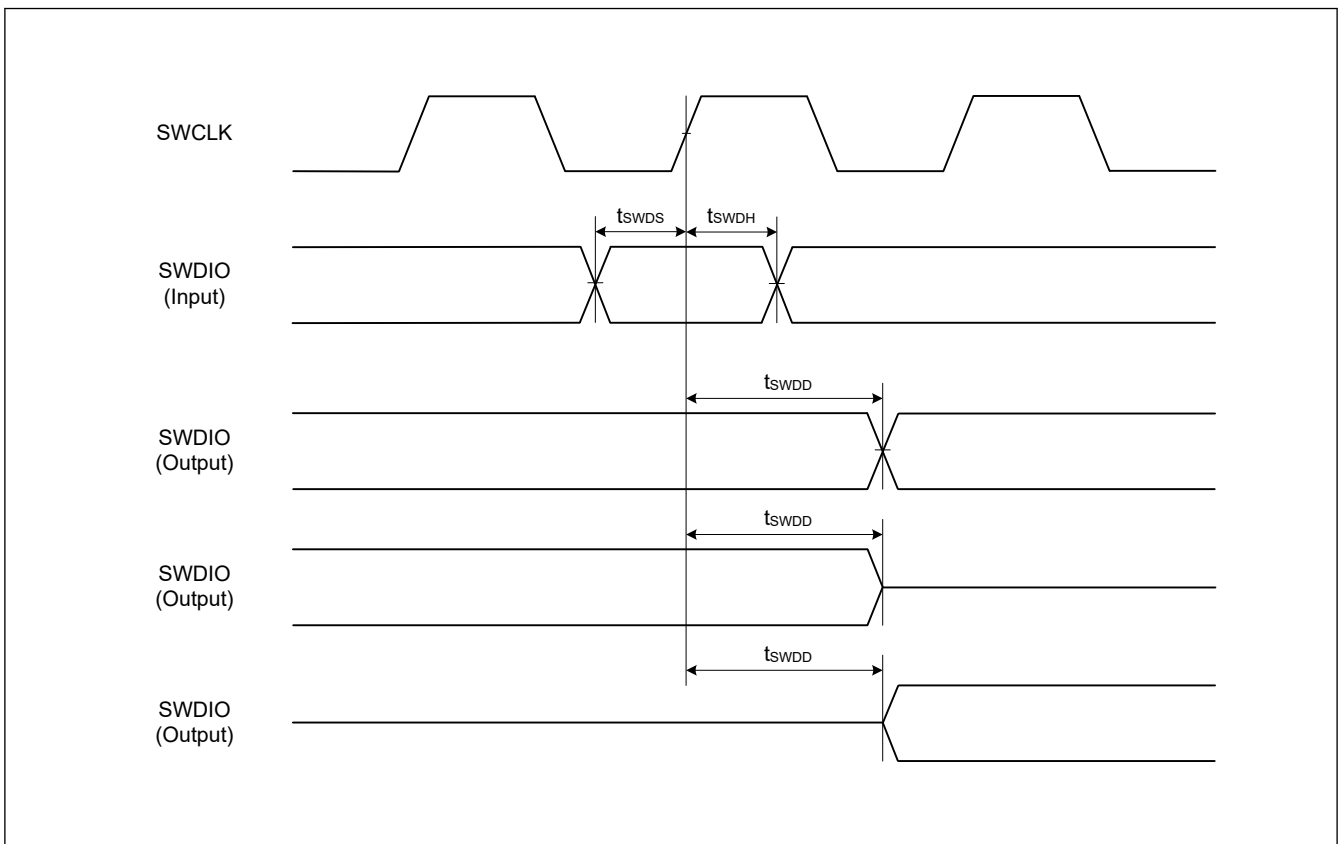 SWCLK
tSWDS
tSWDH
SWDIO
(Input)
tSWDD
SWDIO
(Output)
tSWDD
SWDIO
(Output)
tSWDD
SWDIO
(Output)